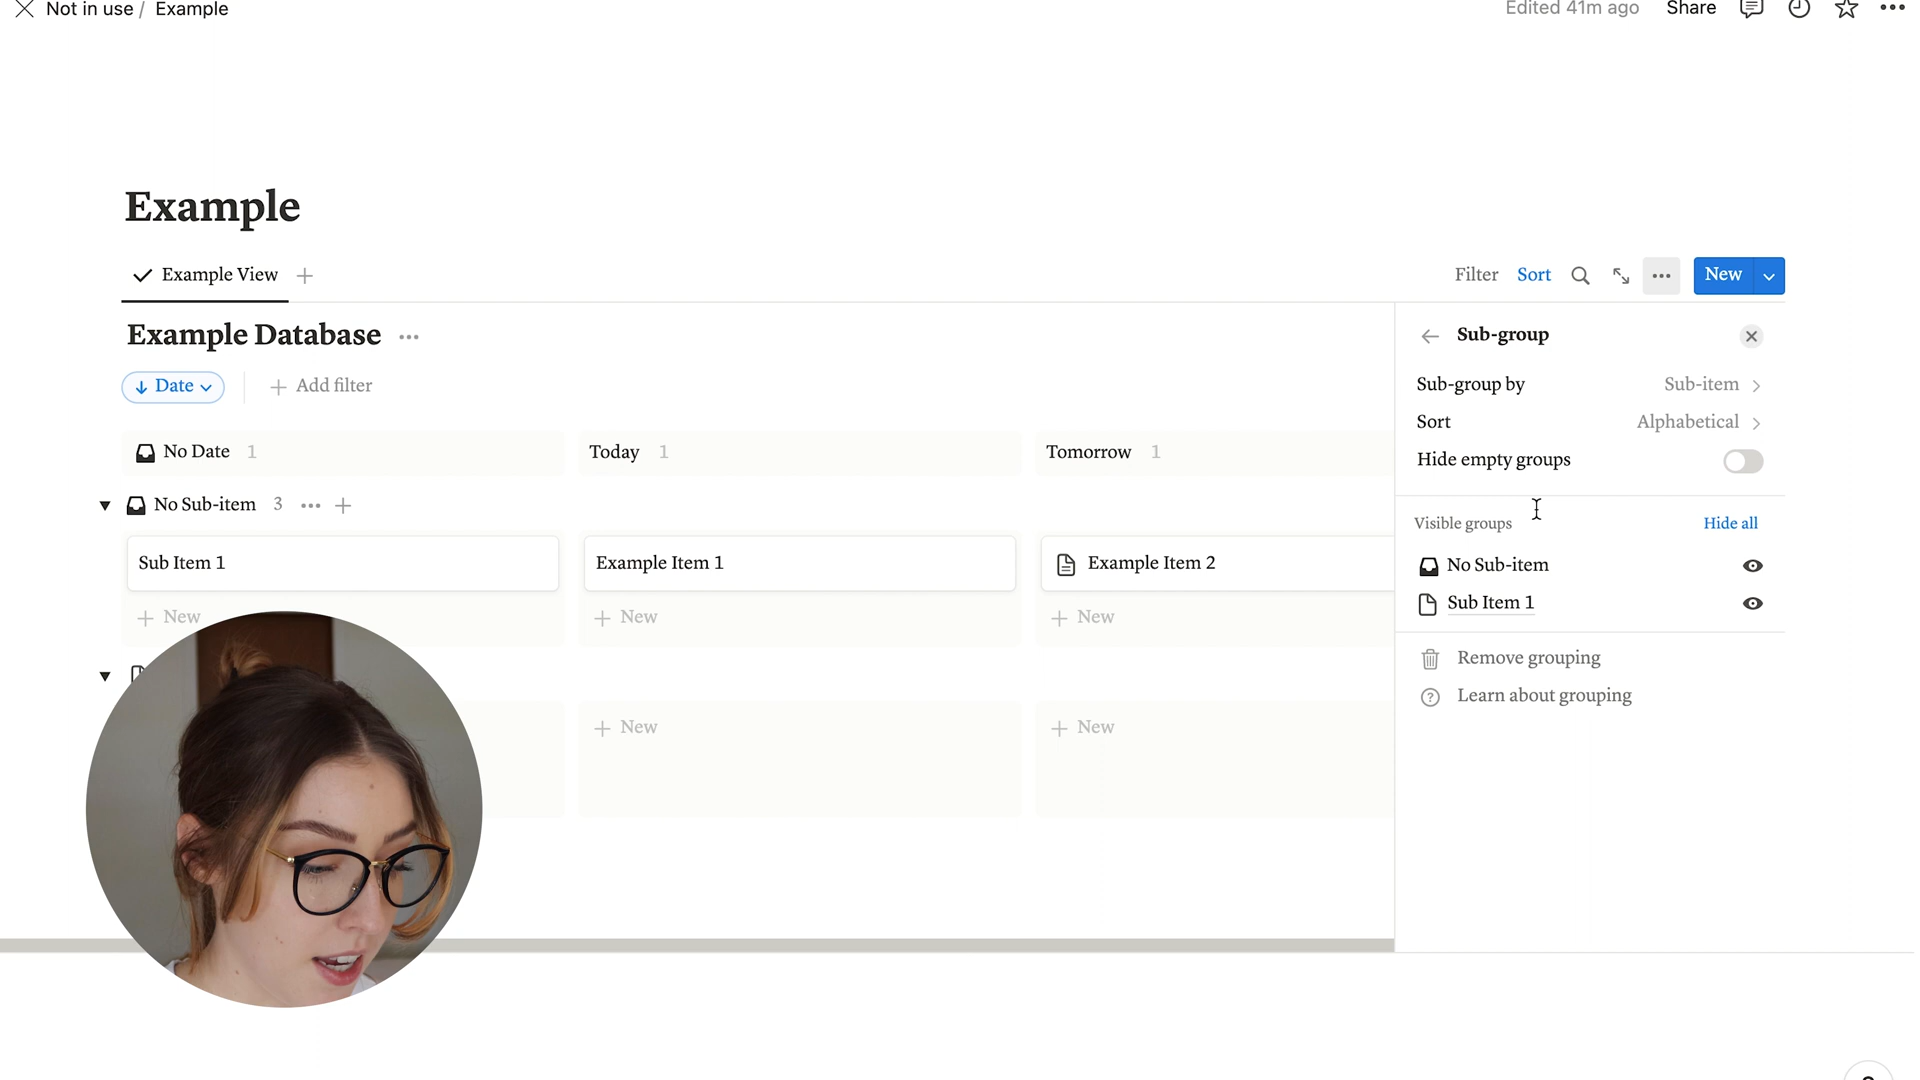 Not in use / Example
Edited 41m ago Share
Example
Example View
Filter Sort New
Example Database
Sub-group
Date Add filter
Sub-group by Sub-item
Sort Alphabetical
Hide empty groups
No Date 1 Today 1 Tomorrow 1
No Sub-item 3
Visible groups Hide all
Sub Item 1 Example Item 1 Example Item 2
No Sub-item
Sub Item 1
New New New
Remove grouping
Learn about grouping
New New